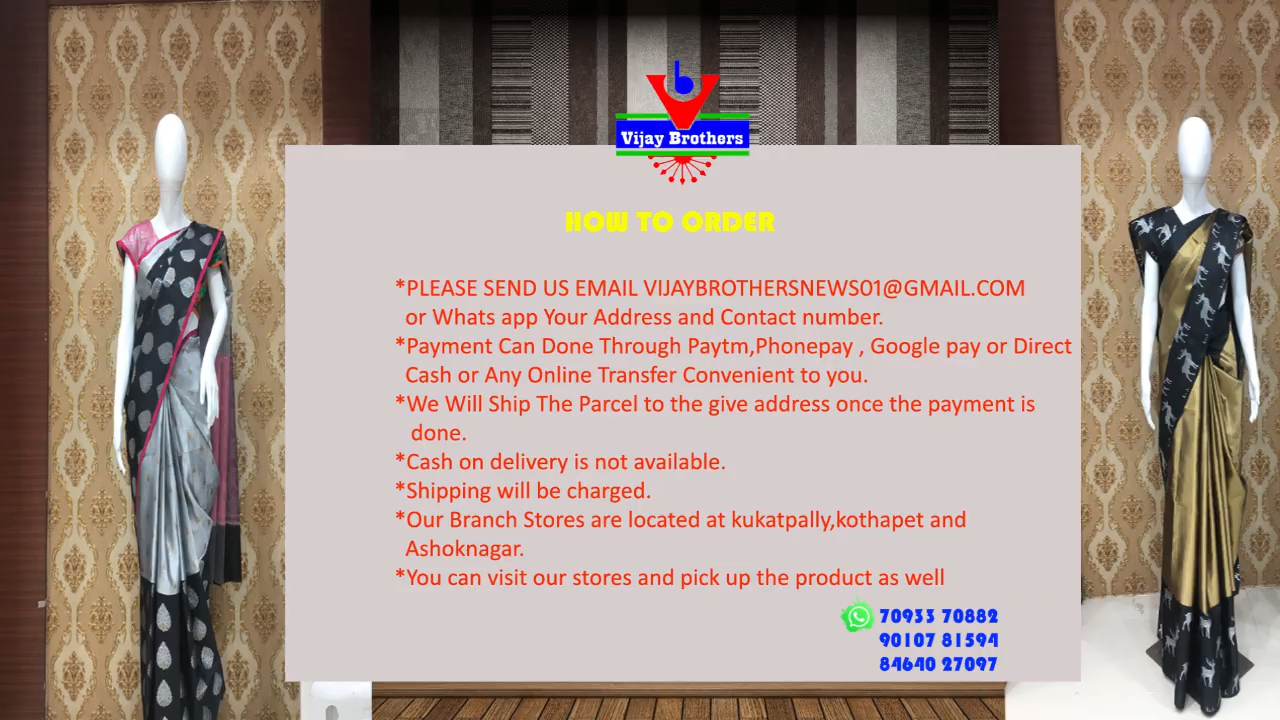 Vijay Brothers
HOW TO ORDER
*PLEASE SEND US EMAIL VIJAYBROTHERSNEWS01@GMAIL.COM
or Whats app Your Address and Contact number.
*Payment Can Done Through Paytm,Phonepay , Google pay or Direct
Cash or Any Online Transfer Convenient to you.
*We Will Ship The Parcel to the give address once the payment is
done.
*Cash on delivery is not available.
*Shipping will be charged.
*Our Branch Stores are located at kukatpally,kothapet and
Ashoknagar.
*You can visit our stores and pick up the product as well
70933 70882
90107 81594
84640 27097